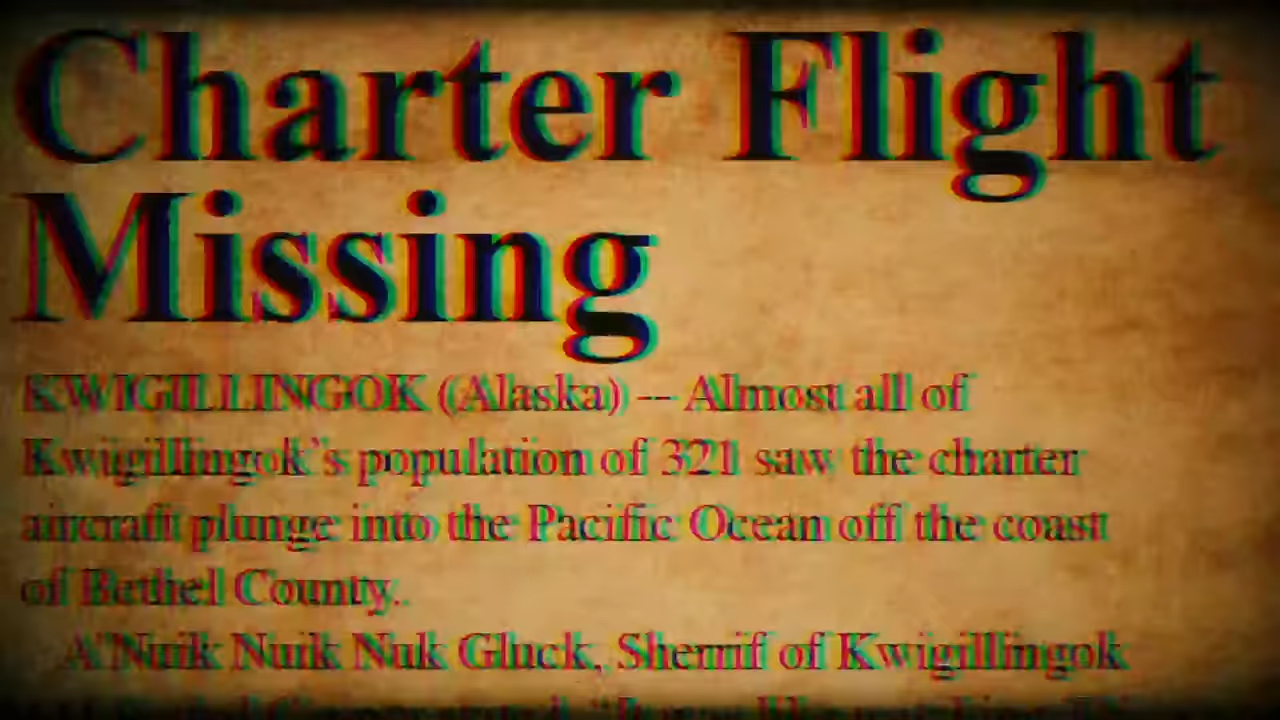 Charter Flight
Missing
KWIGILLINGOK (Alaska) -- Almost all of
Kwigillingok's population of 321 saw the charter
aircraft plunge into the Pacific Ocean off the coast
of Bethel County.
A'Nuik Nuik Nuk Gluck, Sherrif of Kwigillingok